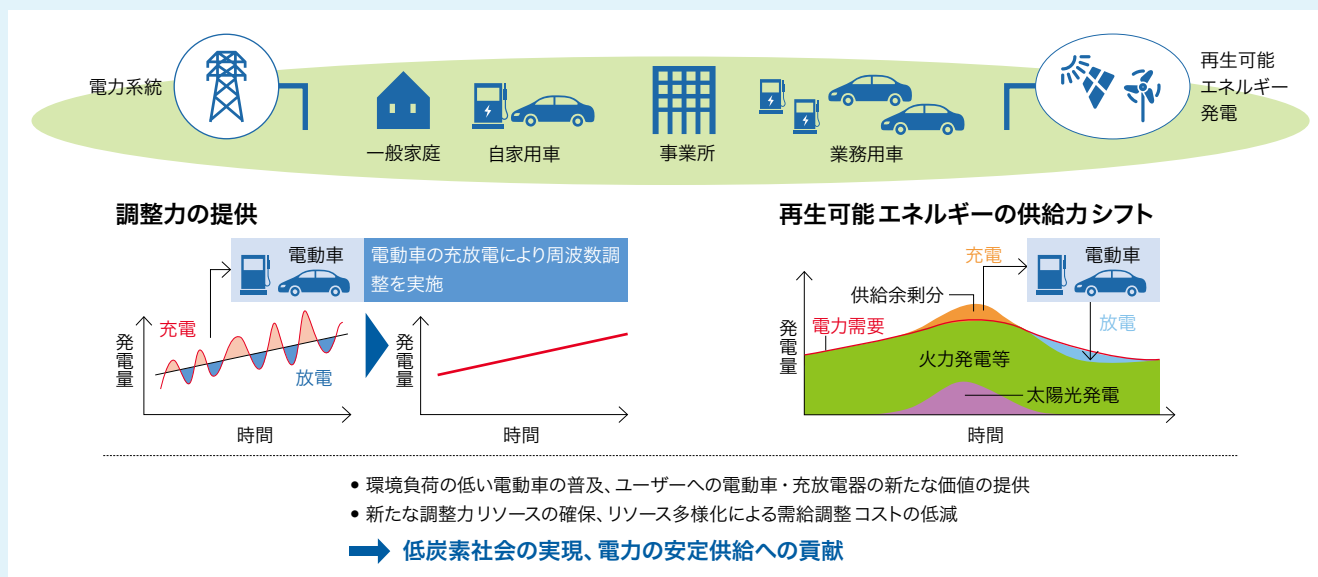 電力系統
再生可能
エネルギー
発電
一般家庭
自家用車
事業所
業務用車
調整力の提供
電動車
電動車の充放電により周波数調
整を実施
充電
放電
発電量
時間
発電量
時間
再生可能エネルギーの供給力シフト
充電
電動車
供給余剰分
電力需要
放電
火力発電等
太陽光発電
発電量
時間
• 環境負荷の低い電動車の普及、ユーザーへの電動車・充放電器の新たな価値の提供
• 新たな調整力リソースの確保、リソース多様化による需給調整コストの低減
低炭素社会の実現、電力の安定供給への貢献